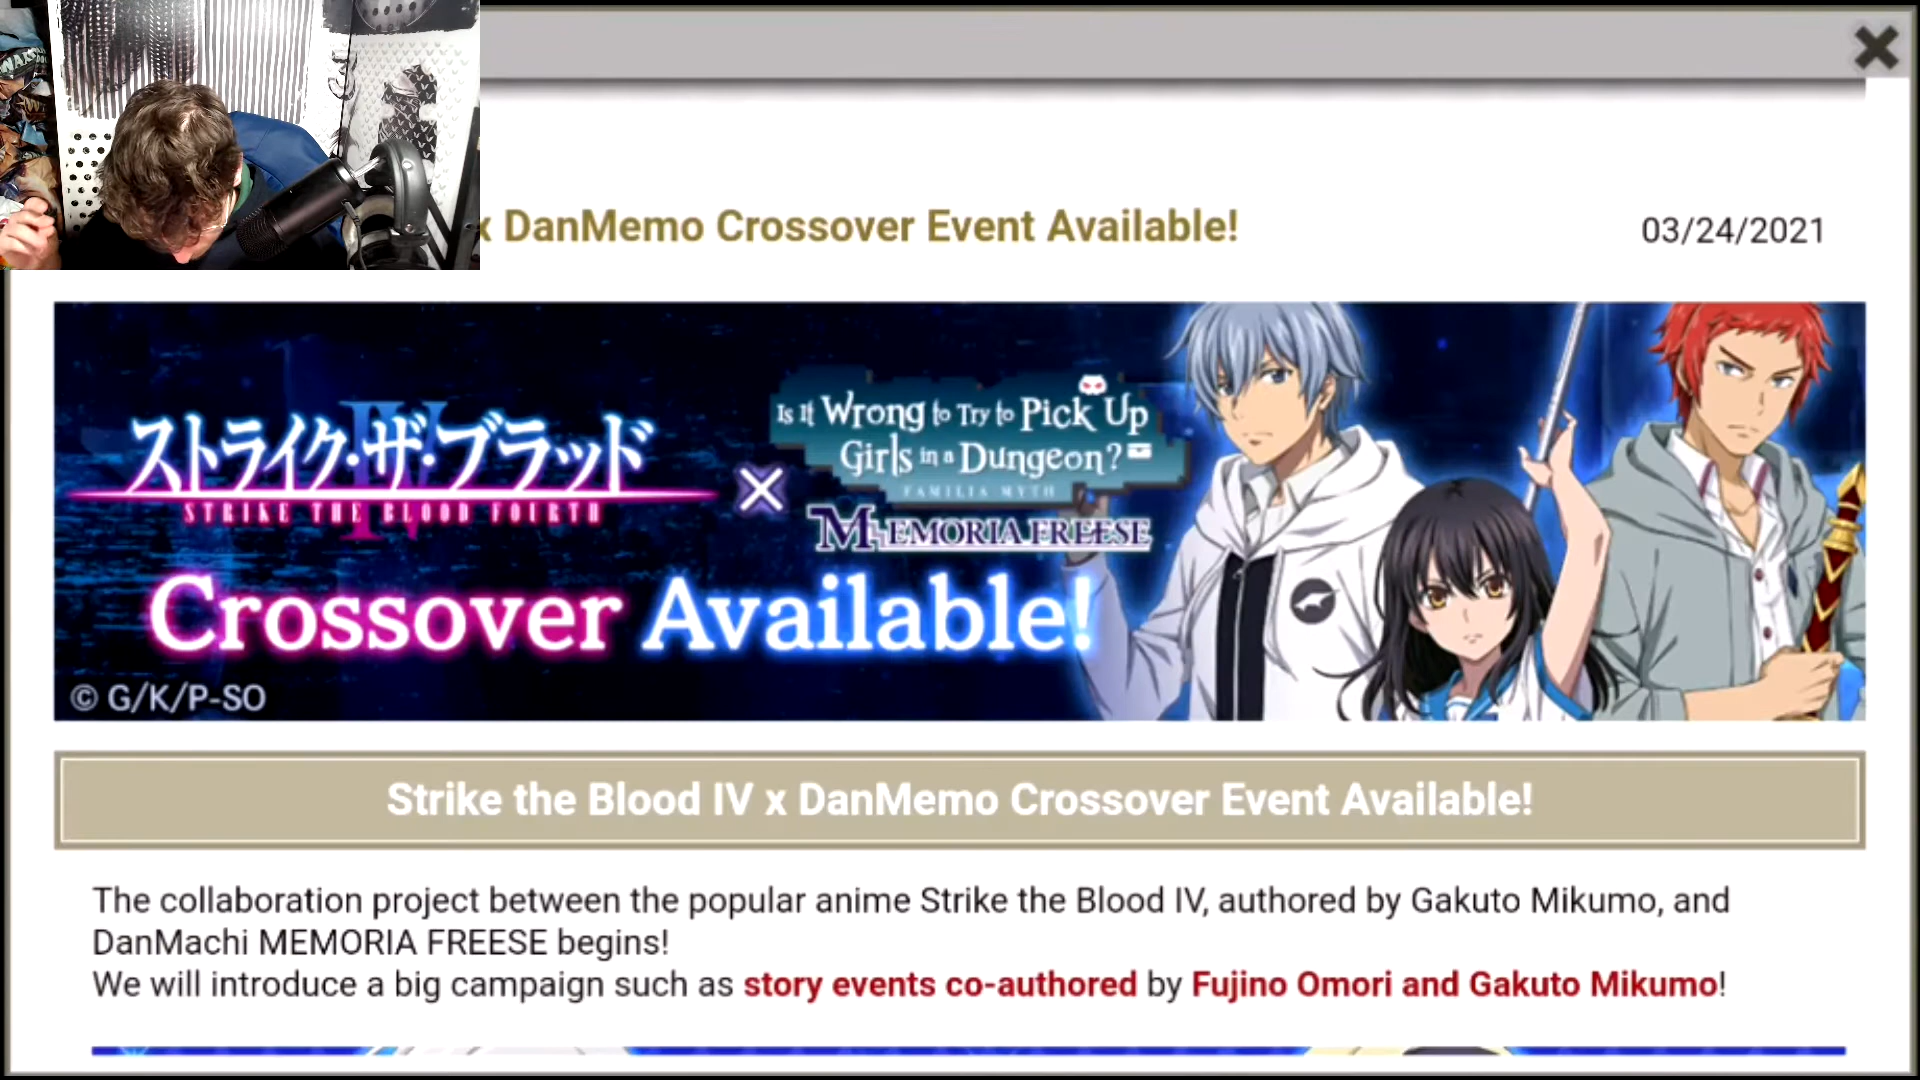 x DanMemo Crossover Event Available!
03/24/2021
ストライク・ザ・ブラッド
IV
STRIKE THE BLOOD FOURTH
×
Is It Wrong to Try to Pick Up
Girls in a Dungeon?
FAMILIA MYTH
MEMORIA FREESE
Crossover Available!
© G/K/P-SO
Strike the Blood IV x DanMemo Crossover Event Available!
The collaboration project between the popular anime Strike the Blood IV, authored by Gakuto Mikumo, and
DanMachi MEMORIA FREESE begins!
We will introduce a big campaign such as story events co-authored by Fujino Omori and Gakuto Mikumo!